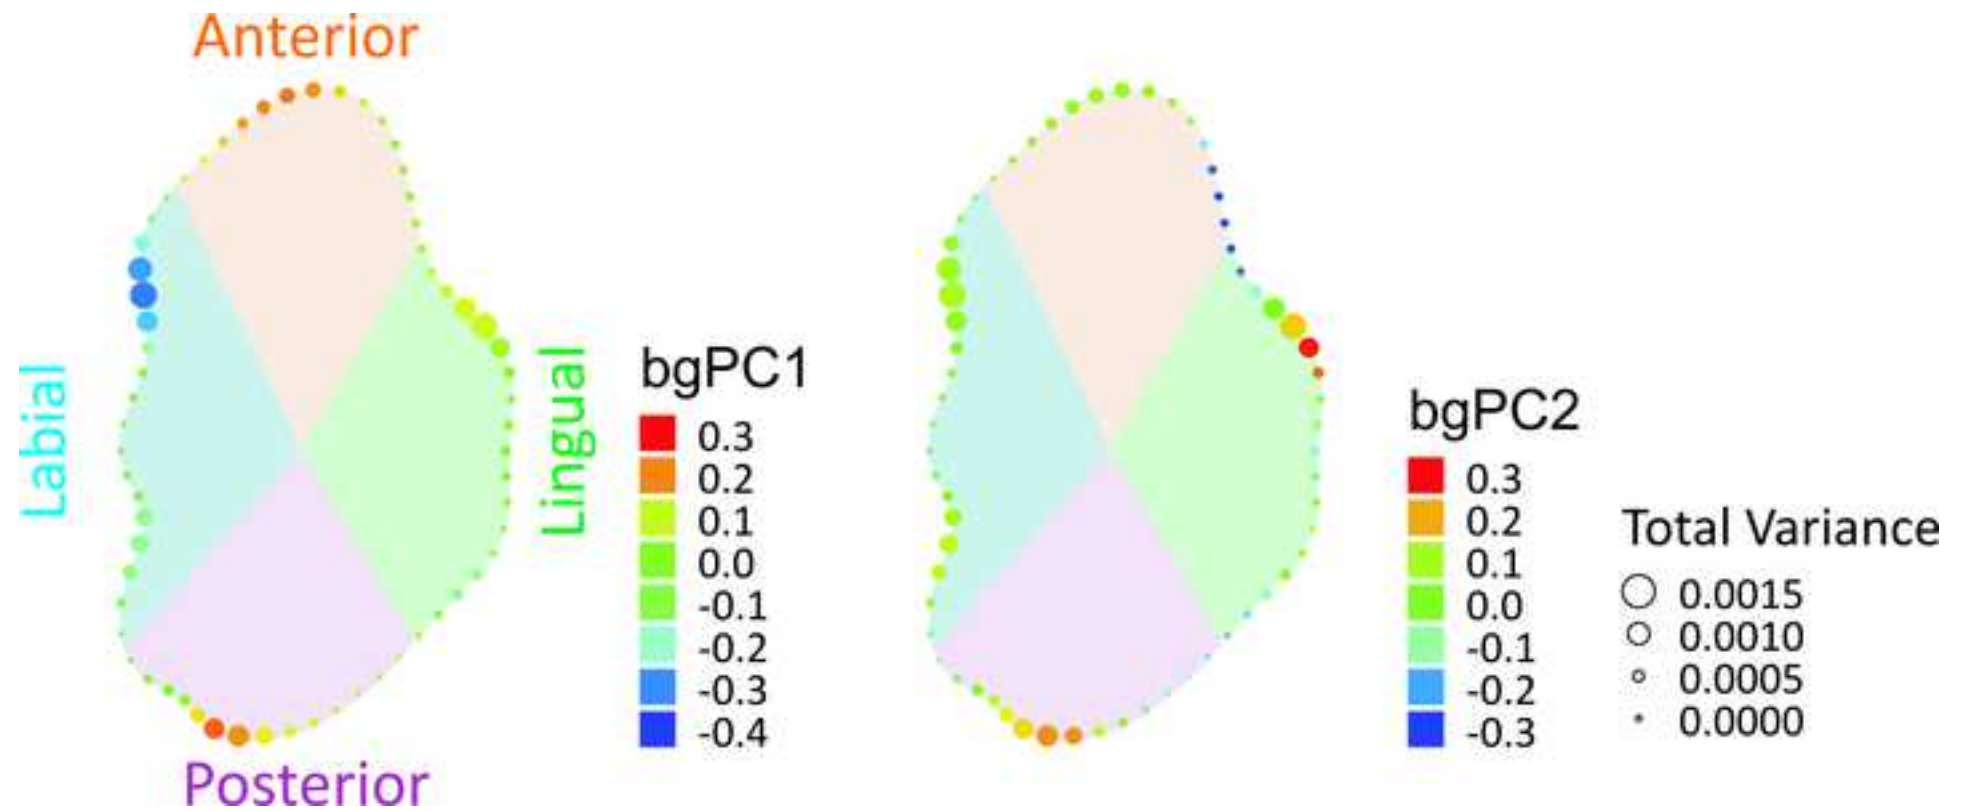 Anterior
Labial
Lingual
Posterior
bgPC1
0.3
0.2
0.1
0.0
-0.1
-0.2
-0.3
-0.4
bgPC2
0.3
0.2
0.1
0.0
-0.1
-0.2
-0.3
Total Variance
0.0015
0.0010
0.0005
0.0000